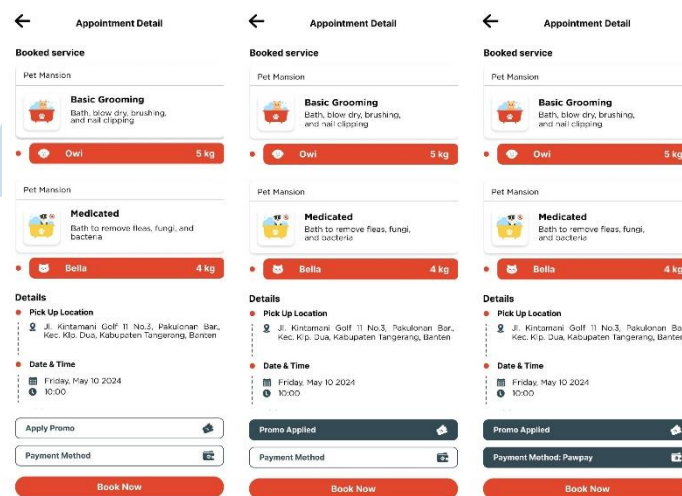 Appointment Detail
Booked service
Pet Mansion
Basic Grooming
Bath, blow dry, brushing,
and nail clipping
Owi 5 kg
Pet Mansion
Medicated
Bath to remove fleas, fungi, and
bacteria
Bella 4 kg
Details
Pick Up Location
Jl. Kintamani Golf 11 No.3, Pakulonan Bar.,
Kec. Klp. Dua, Kabupaten Tangerang, Banten
Date & Time
Friday, May 10 2024
10:00
Apply Promo
Payment Method
Book Now
Appointment Detail
Booked service
Pet Mansion
Basic Grooming
Bath, blow dry, brushing,
and nail clipping
Owi 5 kg
Pet Mansion
Medicated
Bath to remove fleas, fungi,
and bacteria
Bella 4 kg
Details
Pick Up Location
Jl. Kintamani Golf 11 No.3, Pakulonan Bar.,
Kec. Klp. Dua, Kabupaten Tangerang, Banten
Date & Time
Friday, May 10 2024
10:00
Promo Applied
Payment Method
Book Now
Appointment Detail
Booked service
Pet Mansion
Basic Grooming
Bath, blow dry, brushing,
and nail clipping
Owi 5 kg
Pet Mansion
Medicated
Bath to remove fleas, fungi,
and bacteria
Bella 4 kg
Details
Pick Up Location
Jl. Kintamani Golf 11 No.3, Pakulonan Ba
Kec. Klp. Dua, Kabupaten Tangerang, Banten
Date & Time
Friday, May 10 2024
10:00
Promo Applied
Payment Method: Pawpay
Book Now